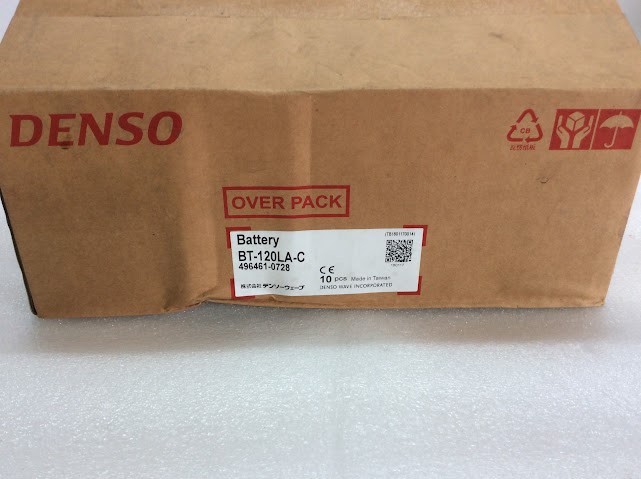 DENSO
CB
OVER PACK
Battery
BT-120LA-C
496461-0728
CE
10 pcs Made in Taiwan
株式会社 デンソーウェーブ
DENSO WAVE INCORPORATED